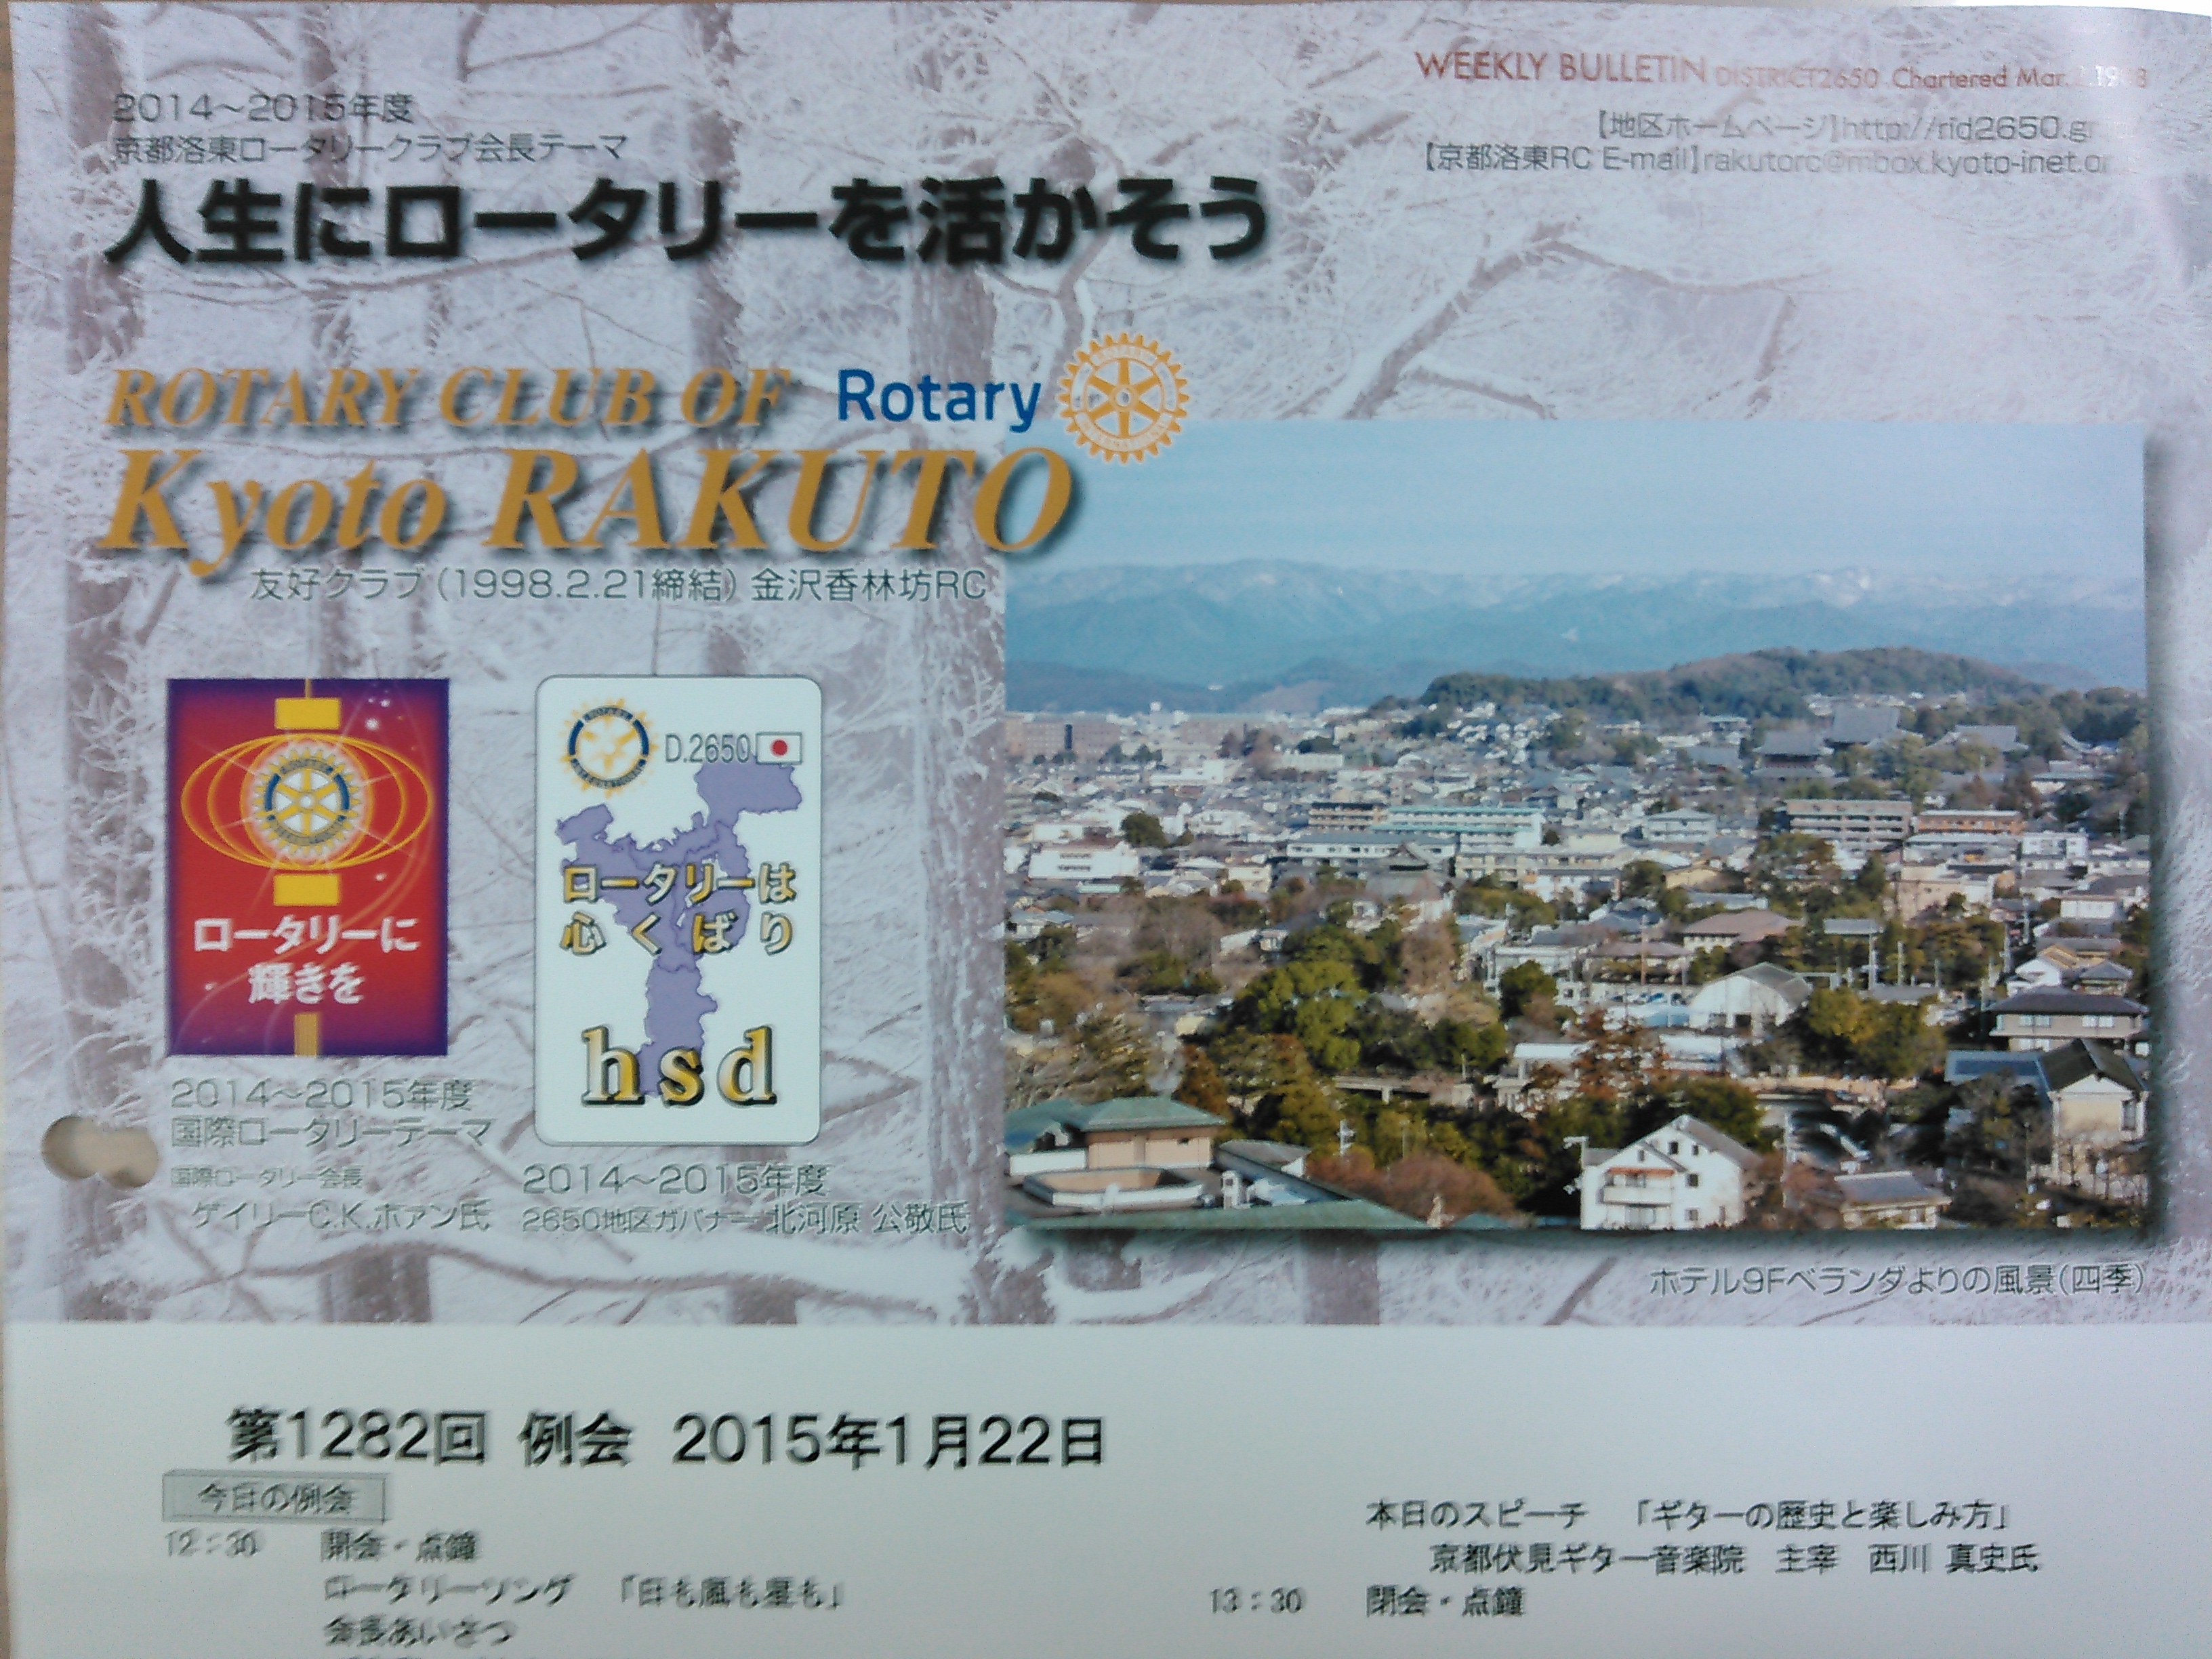 WEEKLY BULLETIN DISTRICT2650 Chartered Mar.
2014～2015年度
京都洛東ロータリークラブ会長テーマ
【地区ホームページ】http://rid2650.gr
【京都洛東RC E-mail】rakutorc@mbox.kyoto-inet.or
人生にロータリーを活かそう
ROTARY CLUB OF Rotary
Kyoto RAKUTO
友好クラブ(1998.2.21締結)金沢香林坊RC
ロータリーに
輝きを
D.2650
ロータリーは
心くばり
hsd
2014～2015年度
国際ロータリーテーマ
国際ロータリー会長
ゲイリーC.K.ホァン氏
2014～2015年度
2650地区ガバナー 北河原 公敬氏
ホテル9Fベランダよりの風景(四季)
第1282回 例会 2015年1月22日
今日の例会
12：30 開会・点鐘
ロータリーソング 「日も風も星も」
会長あいさつ
本日のスピーチ 「ギターの歴史と楽しみ方」
京都伏見ギター音楽院 主宰 西川 真史氏
13：30 閉会・点鐘